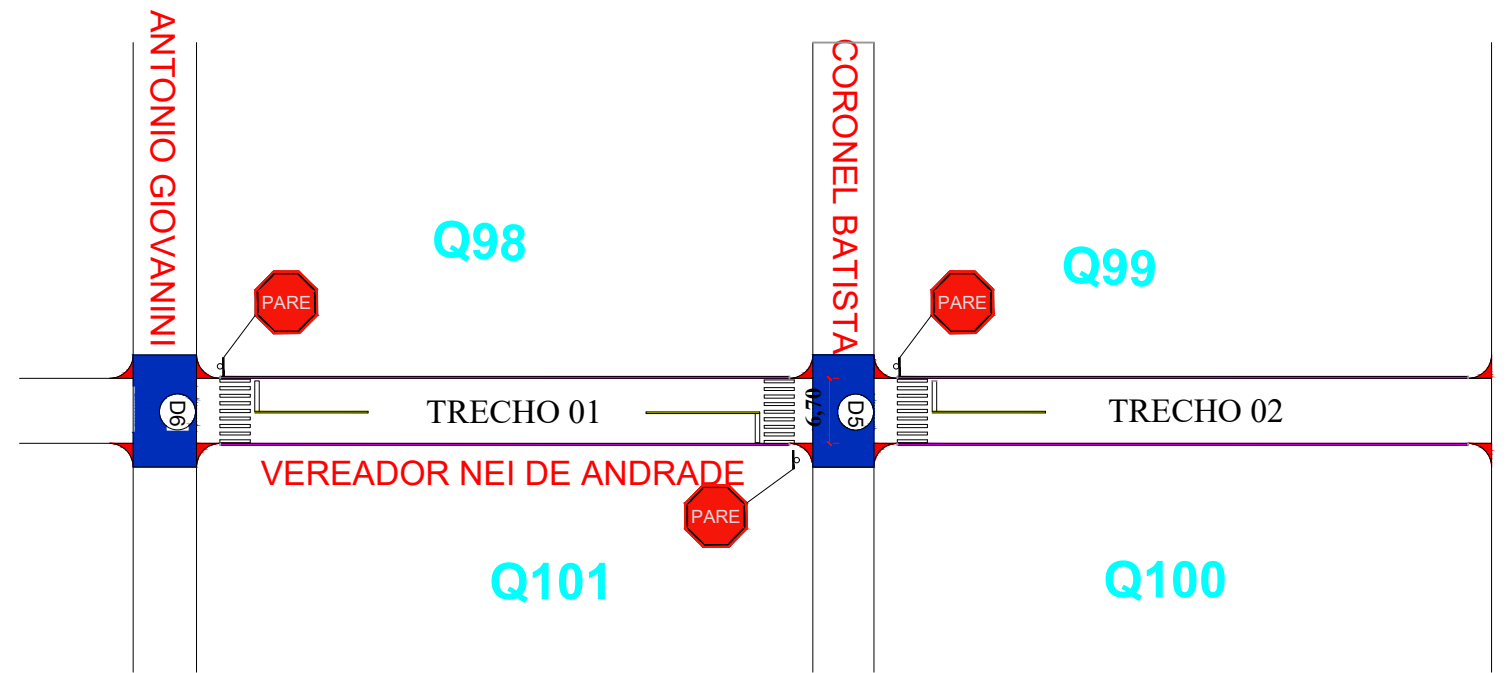 ANTONIO GIOVANINI
CORONEL BATISTA
Q98
Q99
PARE
PARE
D6
TRECHO 01
6,70
D5
TRECHO 02
VEREADOR NEI DE ANDRADE
PARE
Q101
Q100